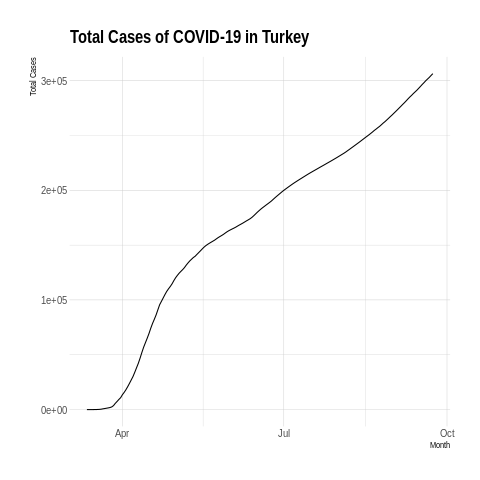 Total Cases of COVID-19 in Turkey
Total Cases
3e+05
2e+05
1e+05
0e+00
Apr Jul Oct
Month